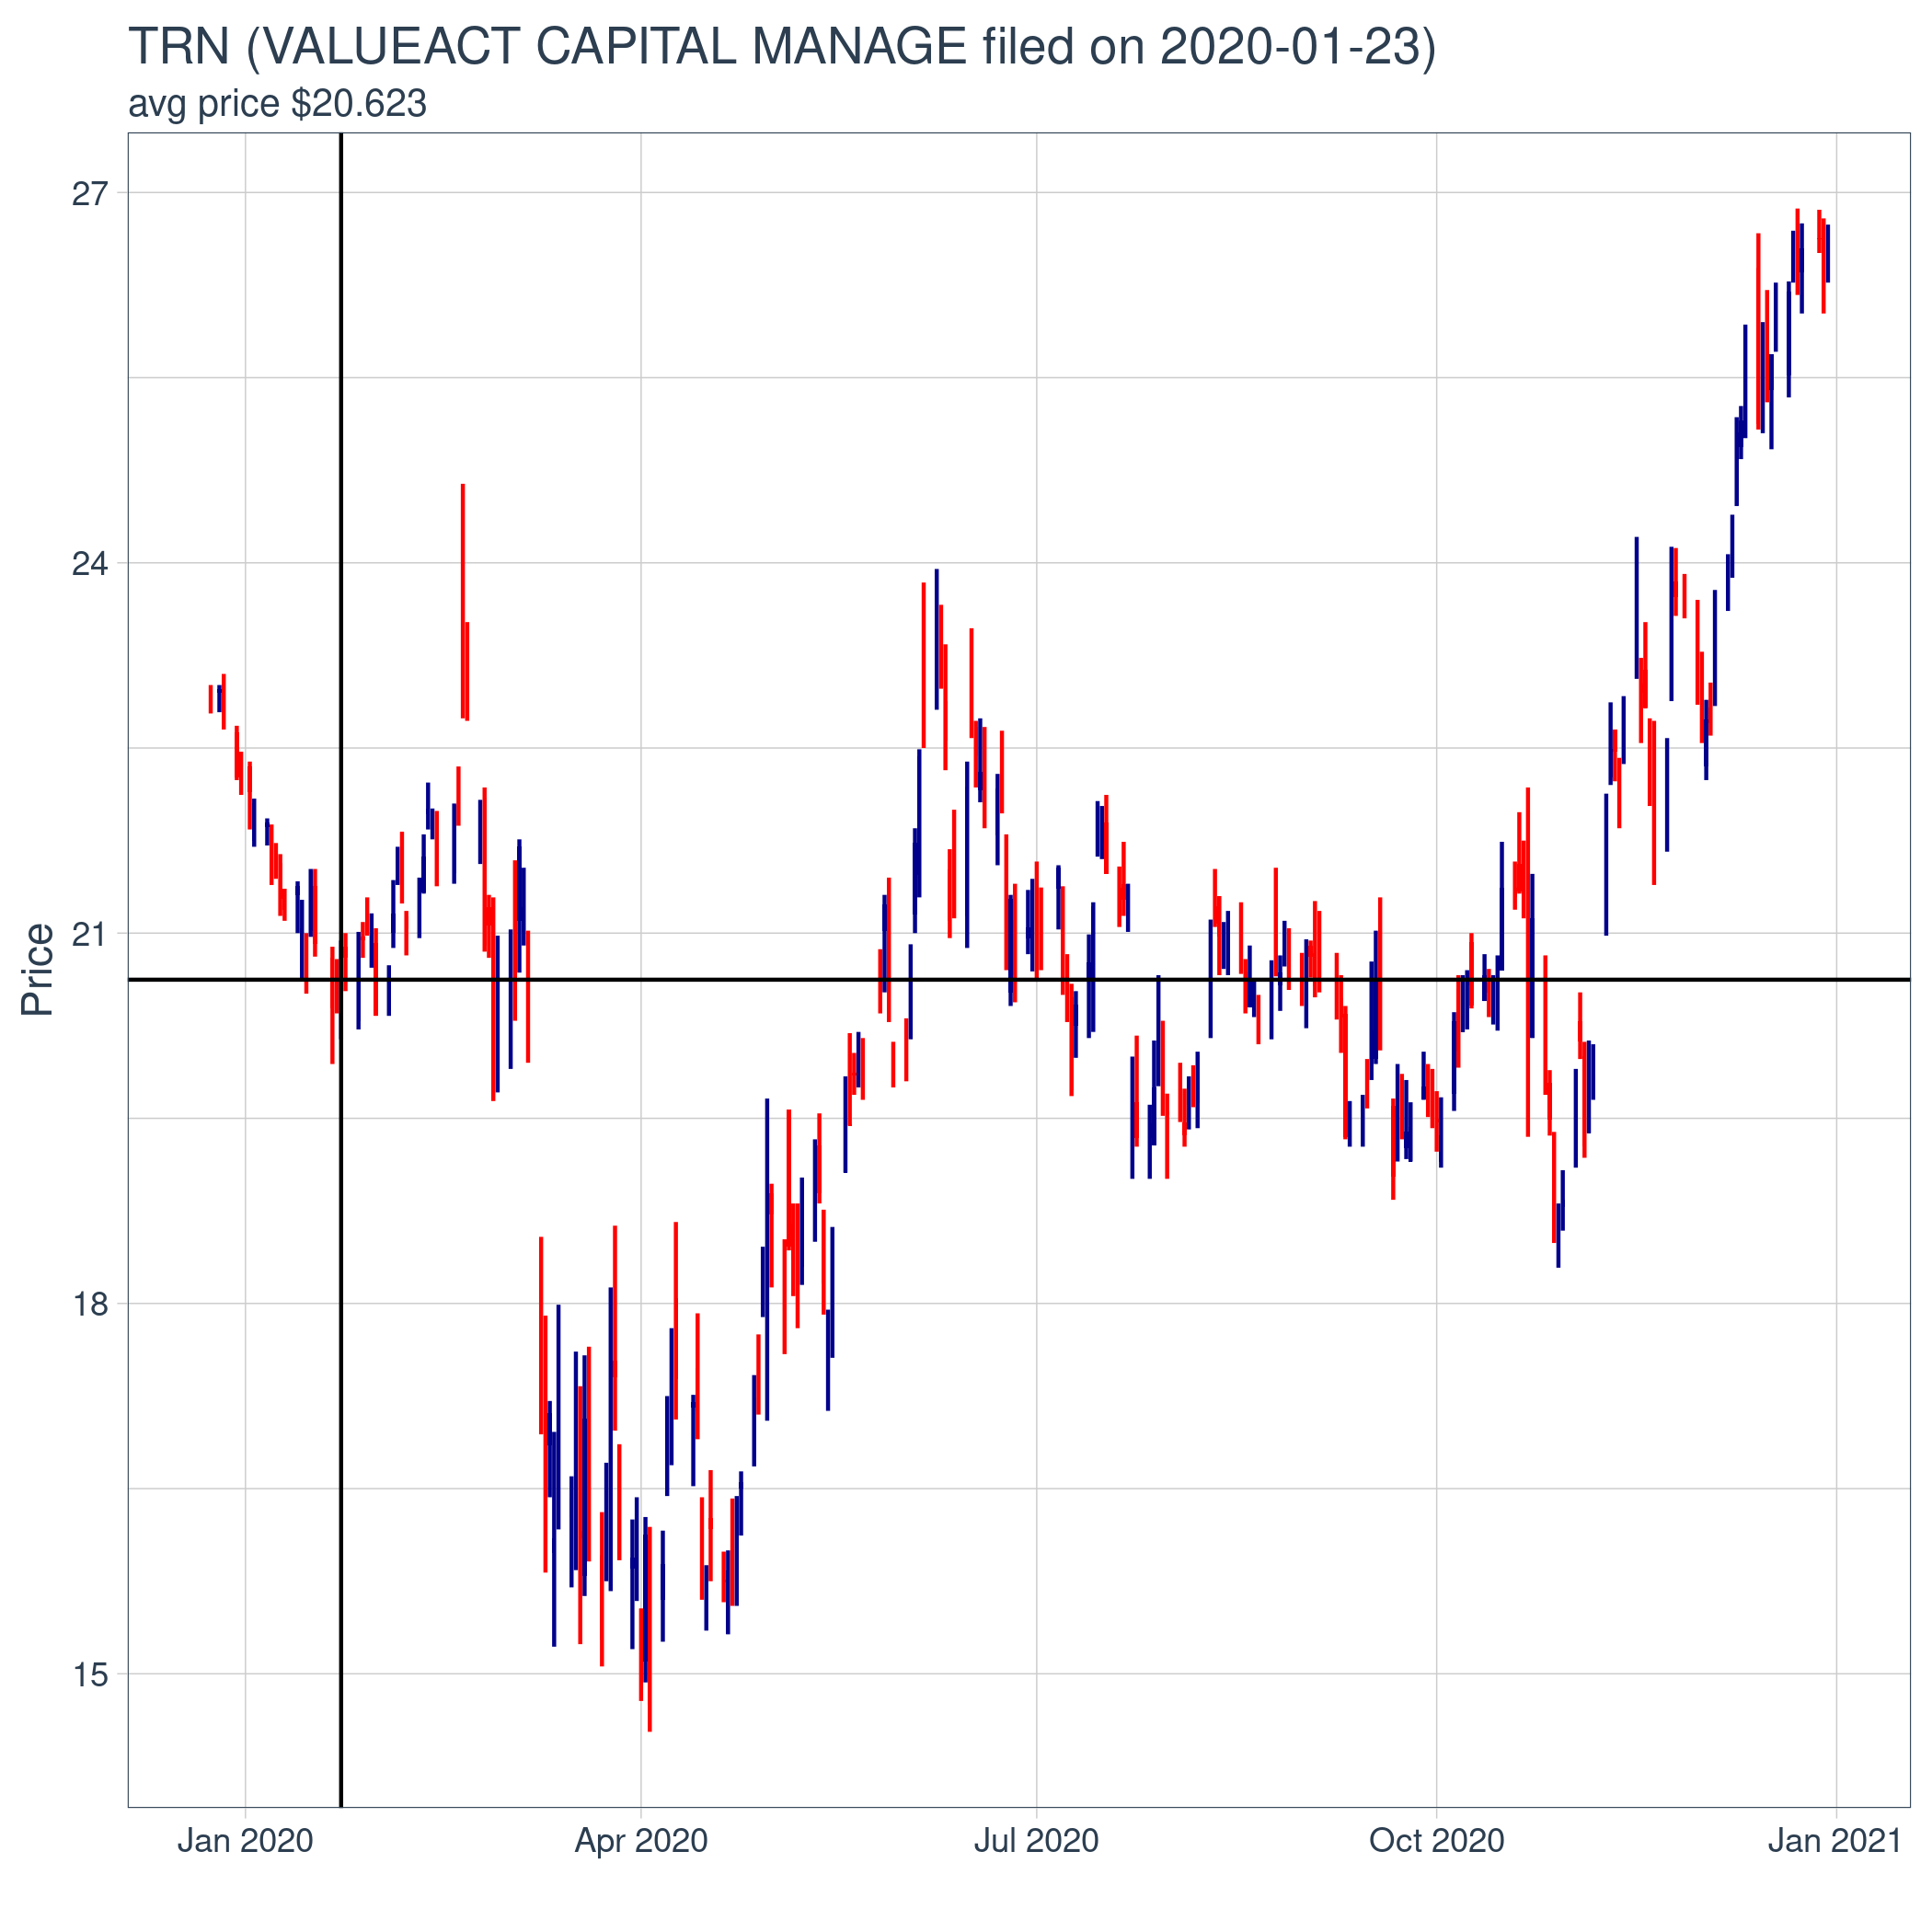 TRN (VALUEACT CAPITAL MANAGE filed on 2020-01-23)
avg price $20.623
27
24
21
18
15
Price
Jan 2020
Apr 2020
Jul 2020
Oct 2020
Jan 2021